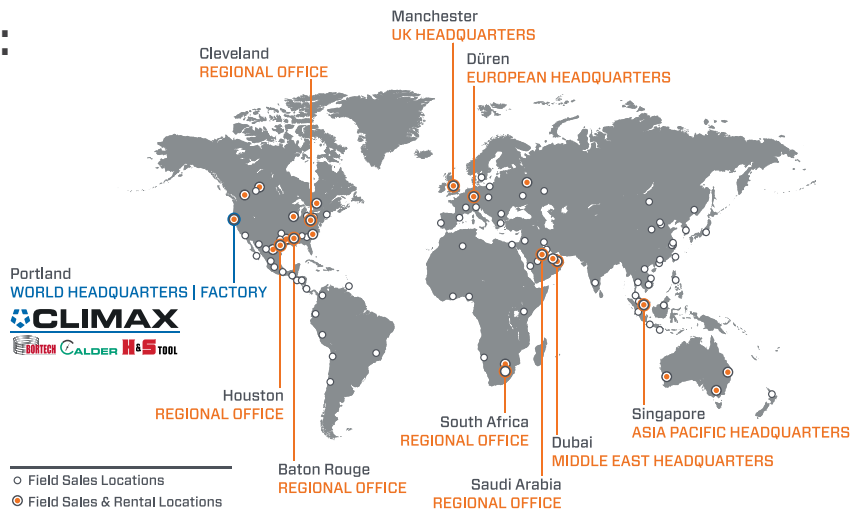 :
Manchester
UK HEADQUARTERS
Cleveland
REGIONAL OFFICE
Düren
EUROPEAN HEADQUARTERS
Portland
WORLD HEADQUARTERS | FACTORY
CLIMAX
BORTECH CALDER H&S TOOL
Houston
REGIONAL OFFICE
South Africa
REGIONAL OFFICE
Singapore
ASIA PACIFIC HEADQUARTERS
Dubai
MIDDLE EAST HEADQUARTERS
Baton Rouge
REGIONAL OFFICE
Saudi Arabia
REGIONAL OFFICE
Field Sales Locations
Field Sales & Rental Locations